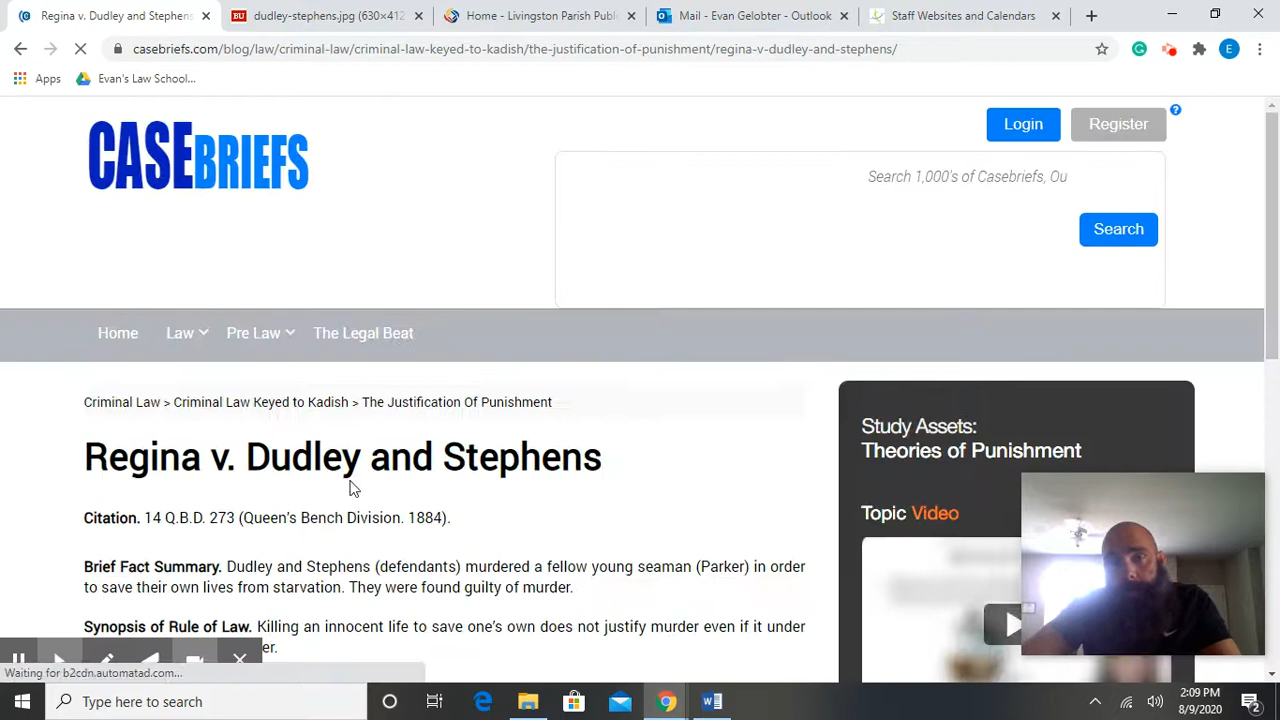 Regina v. Dudley and Stephens
dudley-stephens.jpg (630×412
Home - Livingston Parish Publ
Mail - Evan Gelobter - Outlook
Staff Websites and Calendars
casebriefs.com/blog/law/criminal-law/criminal-law-keyed-to-kadish/the-justification-of-punishment/regina-v-dudley-and-stephens/
E
Apps
Evan's Law School...
CASEBRIEFS
Login
Register
?
Search 1,000's of Casebriefs, Ou
Search
Home
Law
Pre Law
The Legal Beat
Criminal Law > Criminal Law Keyed to Kadish > The Justification Of Punishment
Regina v. Dudley and Stephens
Citation. 14 Q.B.D. 273 (Queen's Bench Division. 1884).
Brief Fact Summary. Dudley and Stephens (defendants) murdered a fellow young seaman (Parker) in order
to save their own lives from starvation. They were found guilty of murder.
Synopsis of Rule of Law. Killing an innocent life to save one's own does not justify murder even if it under
er.
Study Assets:
Theories of Punishment
Topic Video
Waiting for b2cdn.automatad.com...
Type here to search
2:09 PM
8/9/2020
2